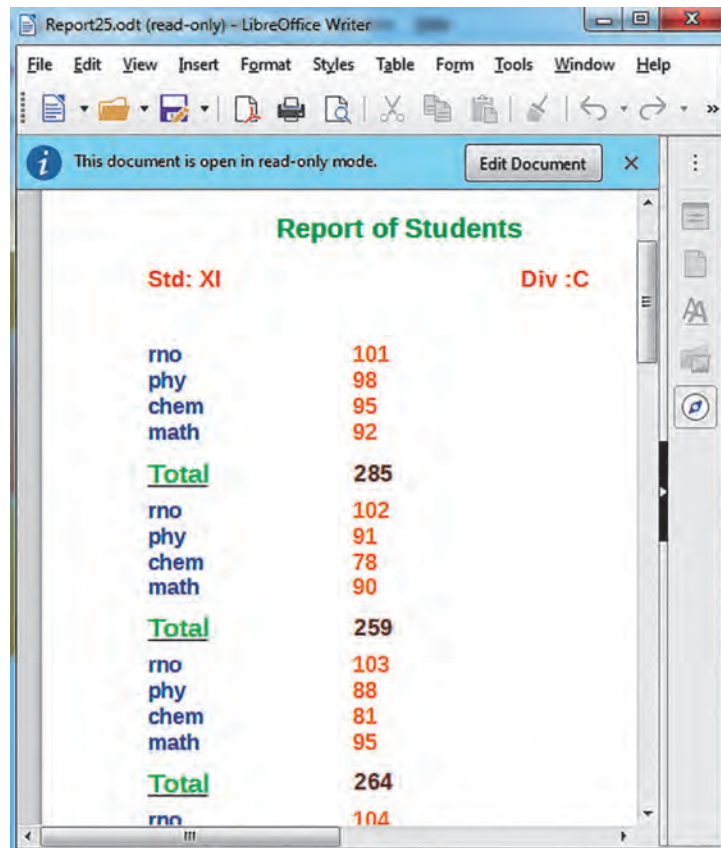 Report25.odt (read-only) - LibreOffice Writer
File Edit View Insert Format Styles Table Form Tools Window Help
This document is open in read-only mode. Edit Document
Report of Students
Std: XI Div :C
rno 101
phy 98
chem 95
math 92
Total 285
rno 102
phy 91
chem 78
math 90
Total 259
rno 103
phy 88
chem 81
math 95
Total 264
rno 104